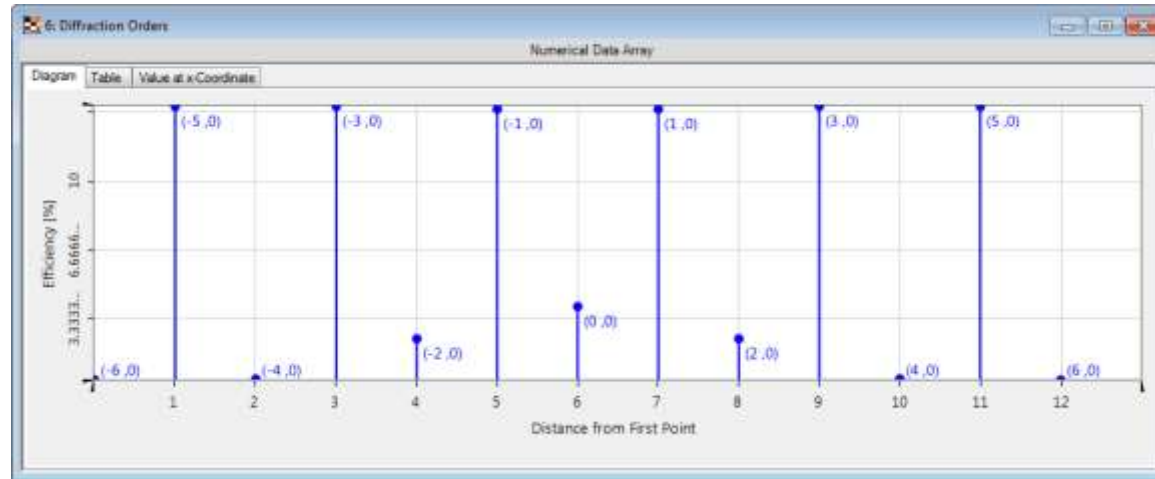 6: Diffraction Orders
Numerical Data Array
Diagram Table Value at x-Coordinate
(-5 ,0) (-3 ,0) (-1 ,0) (1 ,0) (3 ,0) (5 ,0)
10
6.6666...
3.3333...
Efficiency [%]
(0 ,0)
(-2 ,0) (2 ,0)
(-6 ,0) (-4 ,0) (4 ,0) (6 ,0)
1 2 3 4 5 6 7 8 9 10 11 12
Distance from First Point